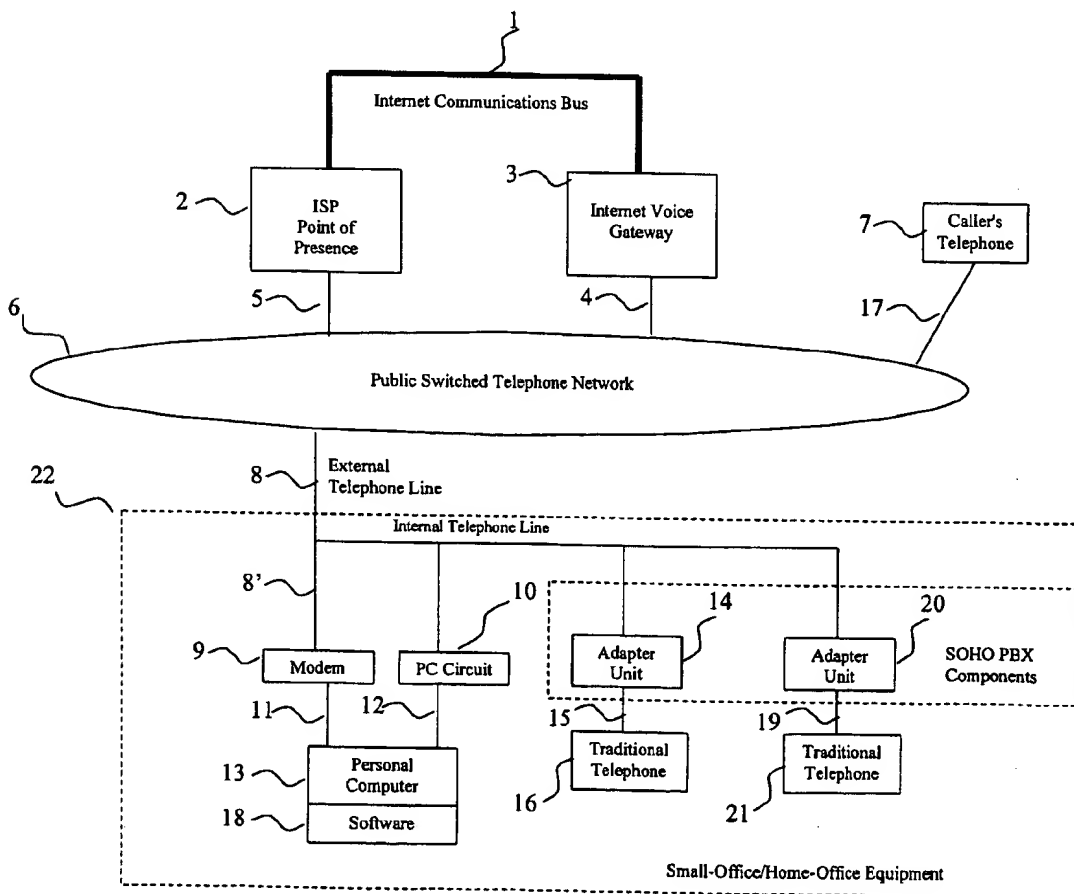 1
Internet Communications Bus
2
ISP
Point of
Presence
3
Internet Voice
Gateway
7
Caller's
Telephone
5
4
17
6
Public Switched Telephone Network
8
External
Telephone Line
22
Internal Telephone Line
8'
10
14
20
9
Modem
PC Circuit
Adapter
Unit
Adapter
Unit
SOHO PBX
Components
11
12
15
19
13
Personal
Computer
18
Software
Traditional
Telephone
16
Traditional
Telephone
21
Small-Office/Home-Office Equipment